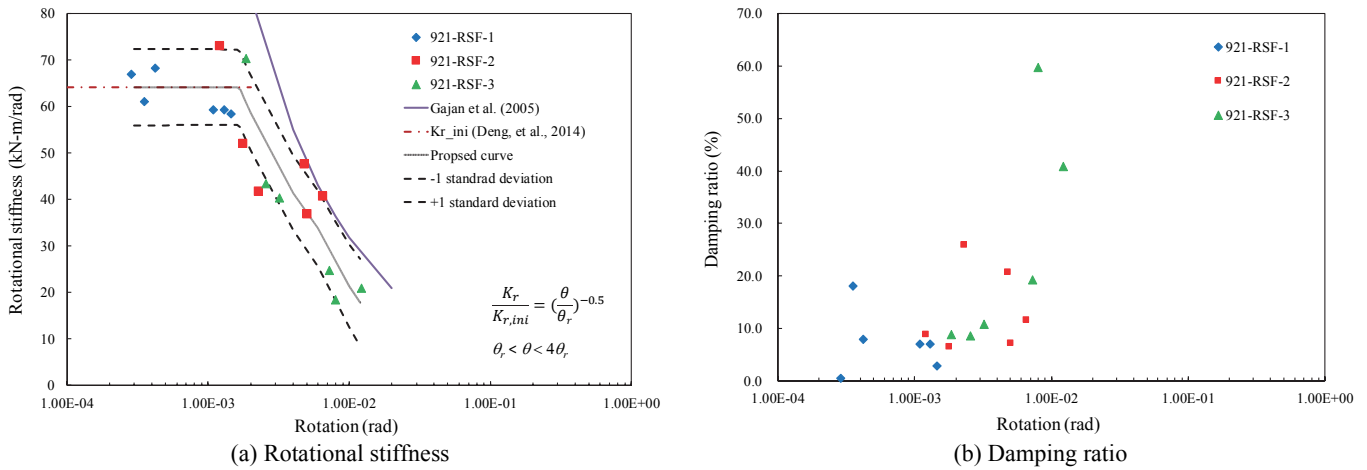 80
70
60
50
40
30
20
10
0
Rotational stiffness (kN-m/rad)
921-RSF-1
921-RSF-2
921-RSF-3
Gajan et al. (2005)
Kr_ini (Deng, et al., 2014)
Propsed curve
-1 standrad deviation
+1 standard deviation
K_r/K_{r,ini} = (θ/θ_r)^{-0.5}
θ_r < θ < 4θ_r
1.00E-04 1.00E-03 1.00E-02 1.00E-01 1.00E+00
Rotation (rad)
(a) Rotational stiffness
70.0
60.0
50.0
40.0
30.0
20.0
10.0
0.0
Damping ratio (%)
921-RSF-1
921-RSF-2
921-RSF-3
1.00E-04 1.00E-03 1.00E-02 1.00E-01 1.00E+00
Rotation (rad)
(b) Damping ratio